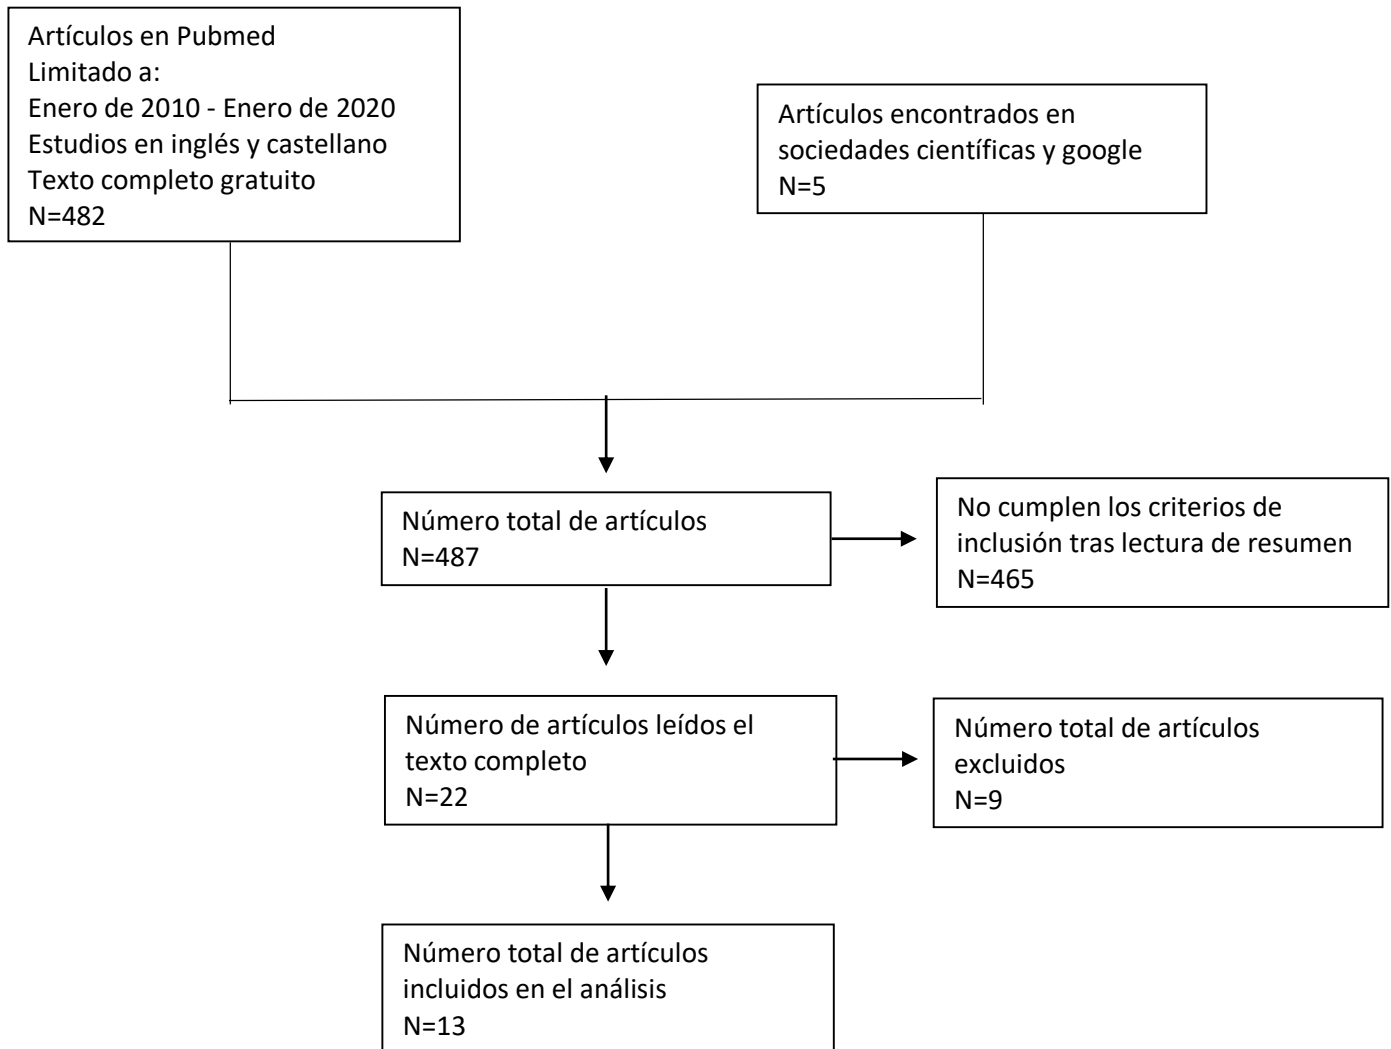 Artículos en Pubmed
Limitado a:
Enero de 2010 - Enero de 2020
Estudios en inglés y castellano
Texto completo gratuito
N=482
Artículos encontrados en
sociedades científicas y google
N=5
Número total de artículos
N=487
No cumplen los criterios de
inclusión tras lectura de resumen
N=465
Número de artículos leídos el
texto completo
N=22
Número total de artículos
excluidos
N=9
Número total de artículos
incluidos en el análisis
N=13